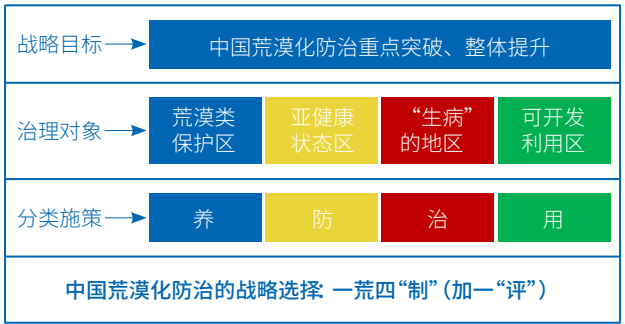 战略目标
中国荒漠化防治重点突破、整体提升
治理对象
荒漠类
保护区
亚健康
状态区
“生病”
的地区
可开发
利用区
分类施策
养
防
治
用
中国荒漠化防治的战略选择：一荒四“制”（加一“评”）